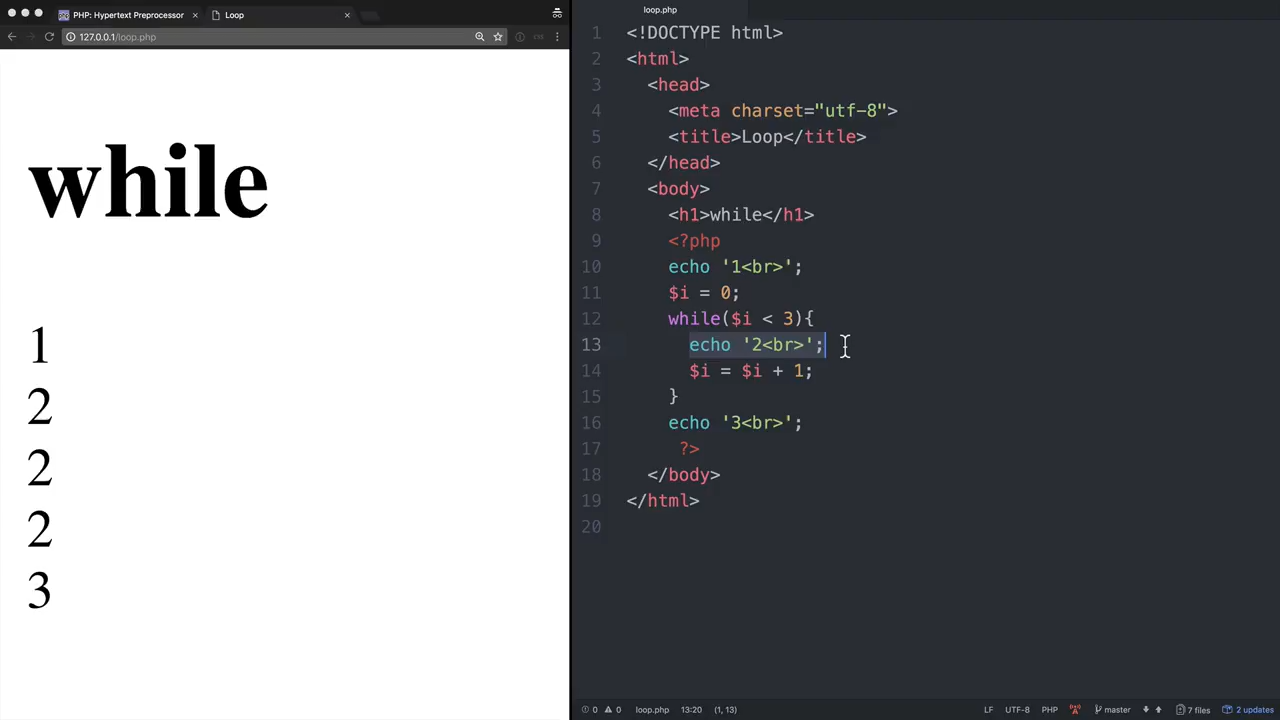 PHP: Hypertext Preprocessor
Loop
127.0.0.1/loop.php
while
1
2
2
2
3
loop.php
1 <!DOCTYPE html>
2 <html>
3 <head>
4 <meta charset="utf-8">
5 <title>Loop</title>
6 </head>
7 <body>
8 <h1>while</h1>
9 <?php
10 echo '1<br>';
11 $i = 0;
12 while($i < 3){
13 echo '2<br>';
14 $i = $i + 1;
15 }
16 echo '3<br>';
17 ?>
18 </body>
19 </html>
20
0 0 loop.php 13:20 (1, 13) LF UTF-8 PHP master 7 files 2 updates